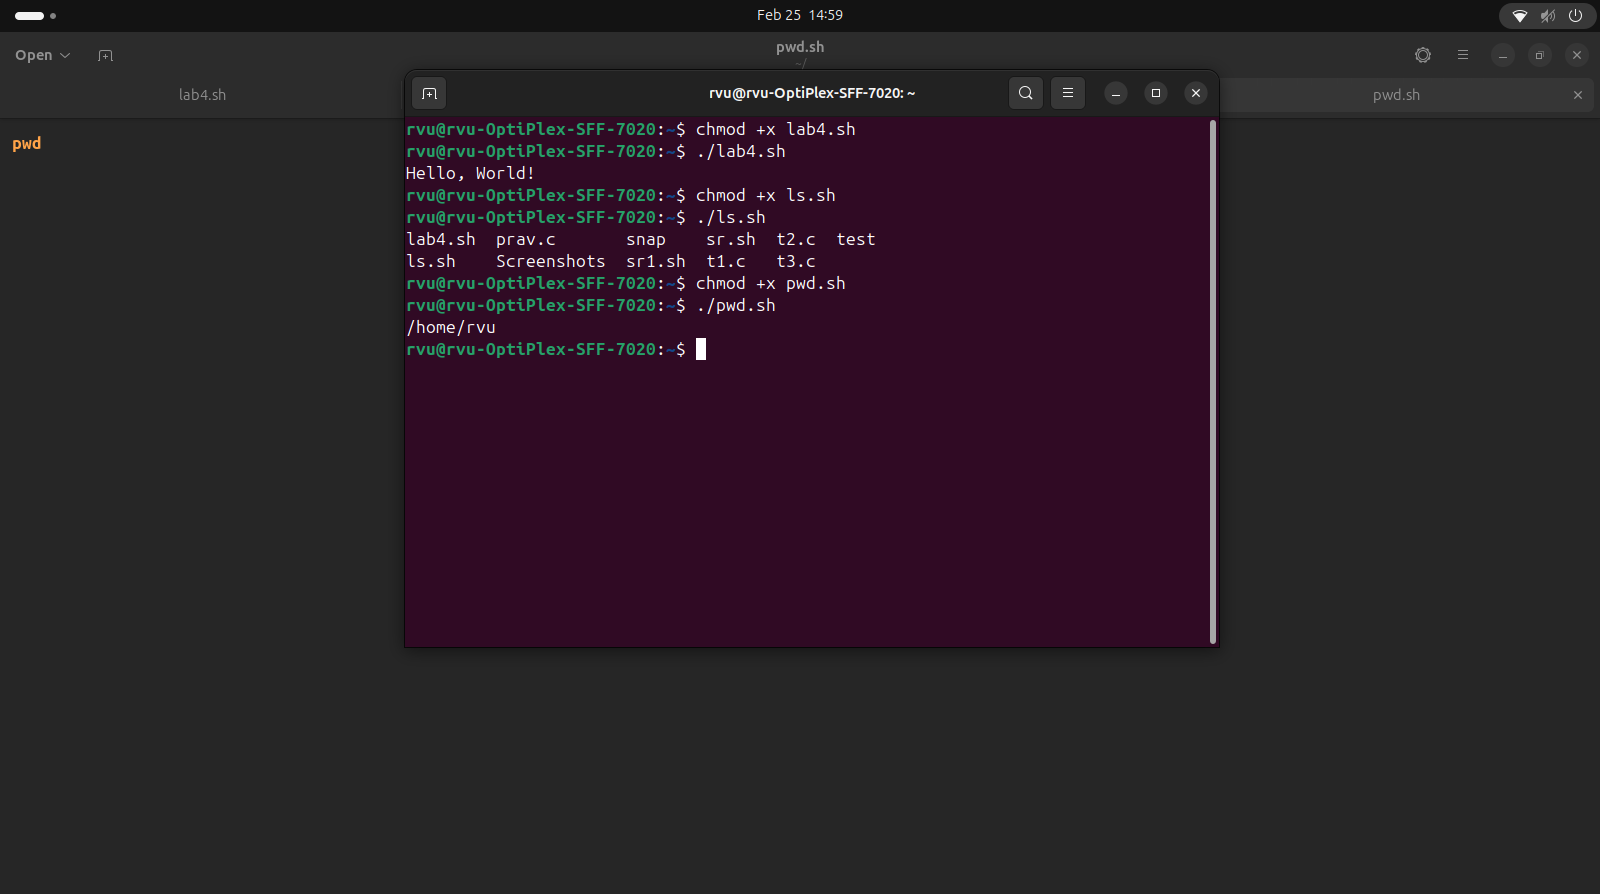 Feb 25 14:59
Open
pwd.sh
~/
lab4.sh
pwd.sh
pwd
rvu@rvu-OptiPlex-SFF-7020: ~
rvu@rvu-OptiPlex-SFF-7020:~$ chmod +x lab4.sh
rvu@rvu-OptiPlex-SFF-7020:~$ ./lab4.sh
Hello, World!
rvu@rvu-OptiPlex-SFF-7020:~$ chmod +x ls.sh
rvu@rvu-OptiPlex-SFF-7020:~$ ./ls.sh
lab4.sh  prav.c       snap    sr.sh  t2.c  test
ls.sh    Screenshots  sr1.sh  t1.c   t3.c
rvu@rvu-OptiPlex-SFF-7020:~$ chmod +x pwd.sh
rvu@rvu-OptiPlex-SFF-7020:~$ ./pwd.sh
/home/rvu
rvu@rvu-OptiPlex-SFF-7020:~$